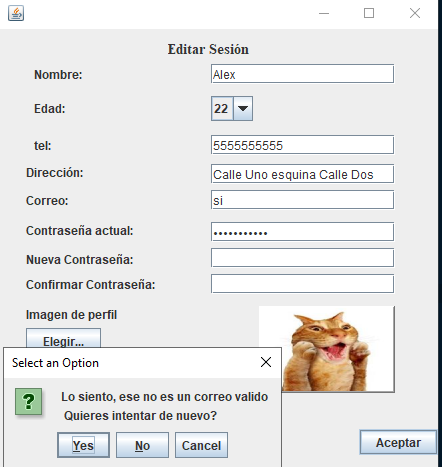 Editar Sesión
Nombre: Alex
Edad: 22
tel: 5555555555
Dirección: Calle Uno esquina Calle Dos
Correo: si
Contraseña actual: •••••••••••
Nueva Contraseña:
Confirmar Contraseña:
Imagen de perfil
Elegir...
Select an Option
Lo siento, ese no es un correo valido
Quieres intentar de nuevo?
Yes No Cancel
Aceptar